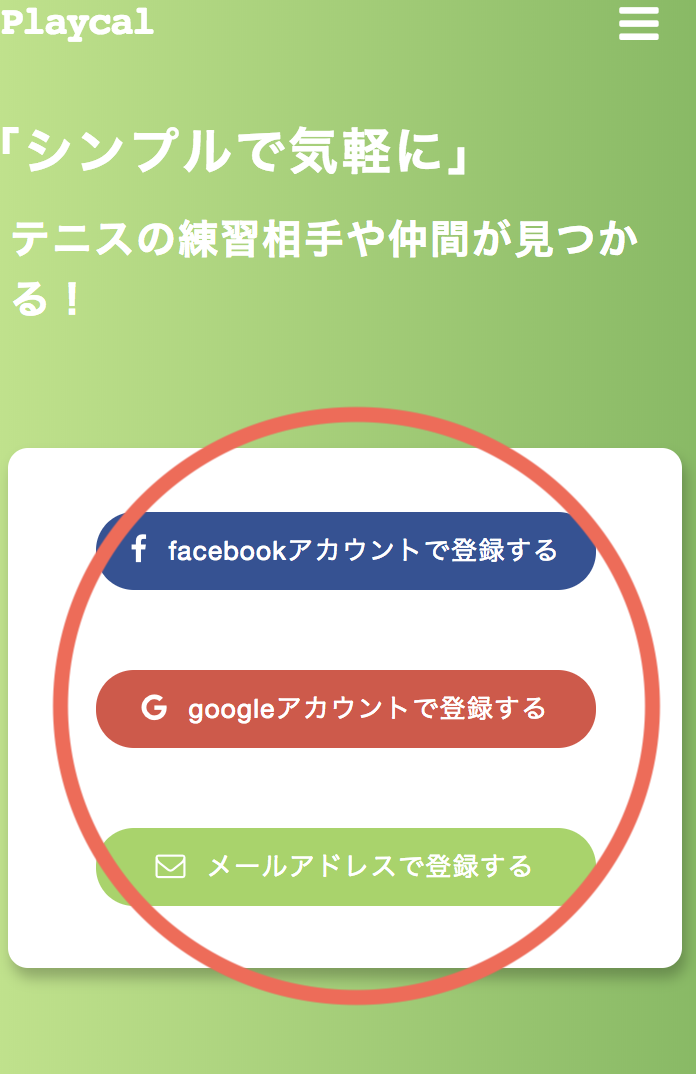 Playcal
「シンプルで気軽に」
テニスの練習相手や仲間が見つか
る！
facebookアカウントで登録する
googleアカウントで登録する
メールアドレスで登録する